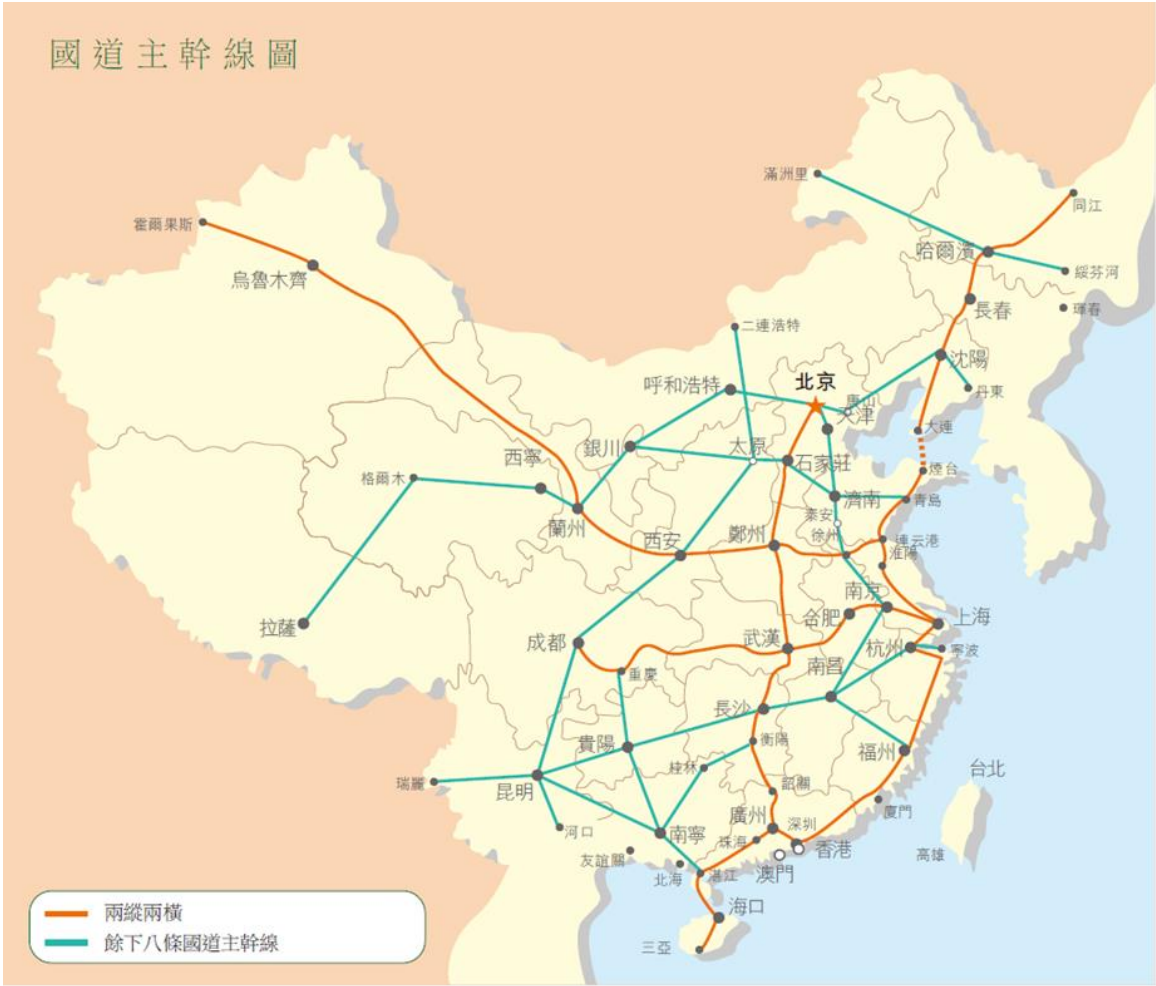 國道主幹線圖
滿洲里
同江
霍爾果斯
哈爾濱
烏魯木齊
綏芬河
長春
琿春
二連浩特
沈陽
呼和浩特
北京
丹東
唐山
天津
大連
銀川
太原
石家莊
西寧
煙台
格爾木
濟南
青島
蘭州
泰安
西安
鄭州
徐州
連云港
淮陽
南京
合肥
上海
拉薩
成都
武漢
杭州
寧波
南昌
重慶
長沙
貴陽
衡陽
福州
桂林
台北
瑞麗
昆明
韶關
廈門
廣州
深圳
河口
南寧
珠海
香港
友誼關
高雄
北海
湛江
澳門
海口
三亞
兩縱兩橫
餘下八條國道主幹線